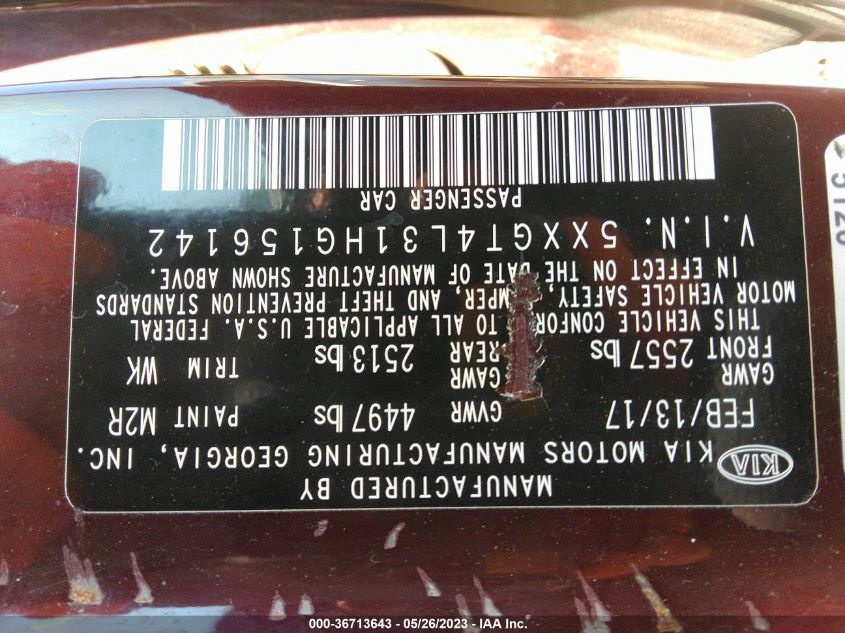 MANUFACTURED BY
KIA KIA MOTORS MANUFACTURING GEORGIA, INC.
FEB/13/17 GVWR 4497 lbs PAINT M2R
GAWR FRONT 2557 lbs GAWR REAR 2513 lbs TRIM WK
THIS VEHICLE CONFOR TO ALL APPLICABLE U.S.A. FEDERAL
MOTOR VEHICLE SAFETY, MPER, AND THEFT PREVENTION STANDARDS
IN EFFECT ON THE DATE OF MANUFACTURE SHOWN ABOVE.
V.I.N. 5XXGT4L31HG156142
PASSENGER CAR
5120
000-36713643 - 05/26/2023 - IAA Inc.